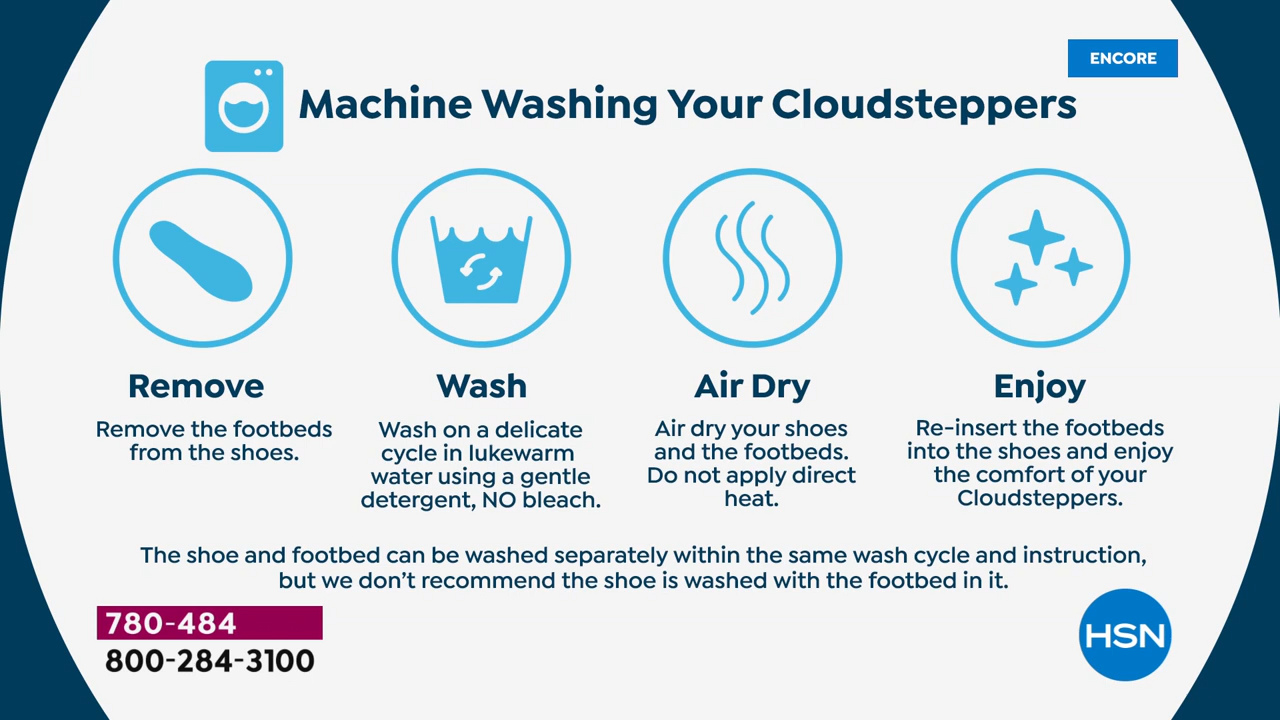 ENCORE
Machine Washing Your Cloudsteppers
Remove
Remove the footbeds
from the shoes.
Wash
Wash on a delicate
cycle in lukewarm
water using a gentle
detergent, NO bleach.
Air Dry
Air dry your shoes
and the footbeds.
Do not apply direct
heat.
Enjoy
Re-insert the footbeds
into the shoes and enjoy
the comfort of your
Cloudsteppers.
The shoe and footbed can be washed separately within the same wash cycle and instruction,
but we don't recommend the shoe is washed with the footbed in it.
780-484
800-284-3100
HSN